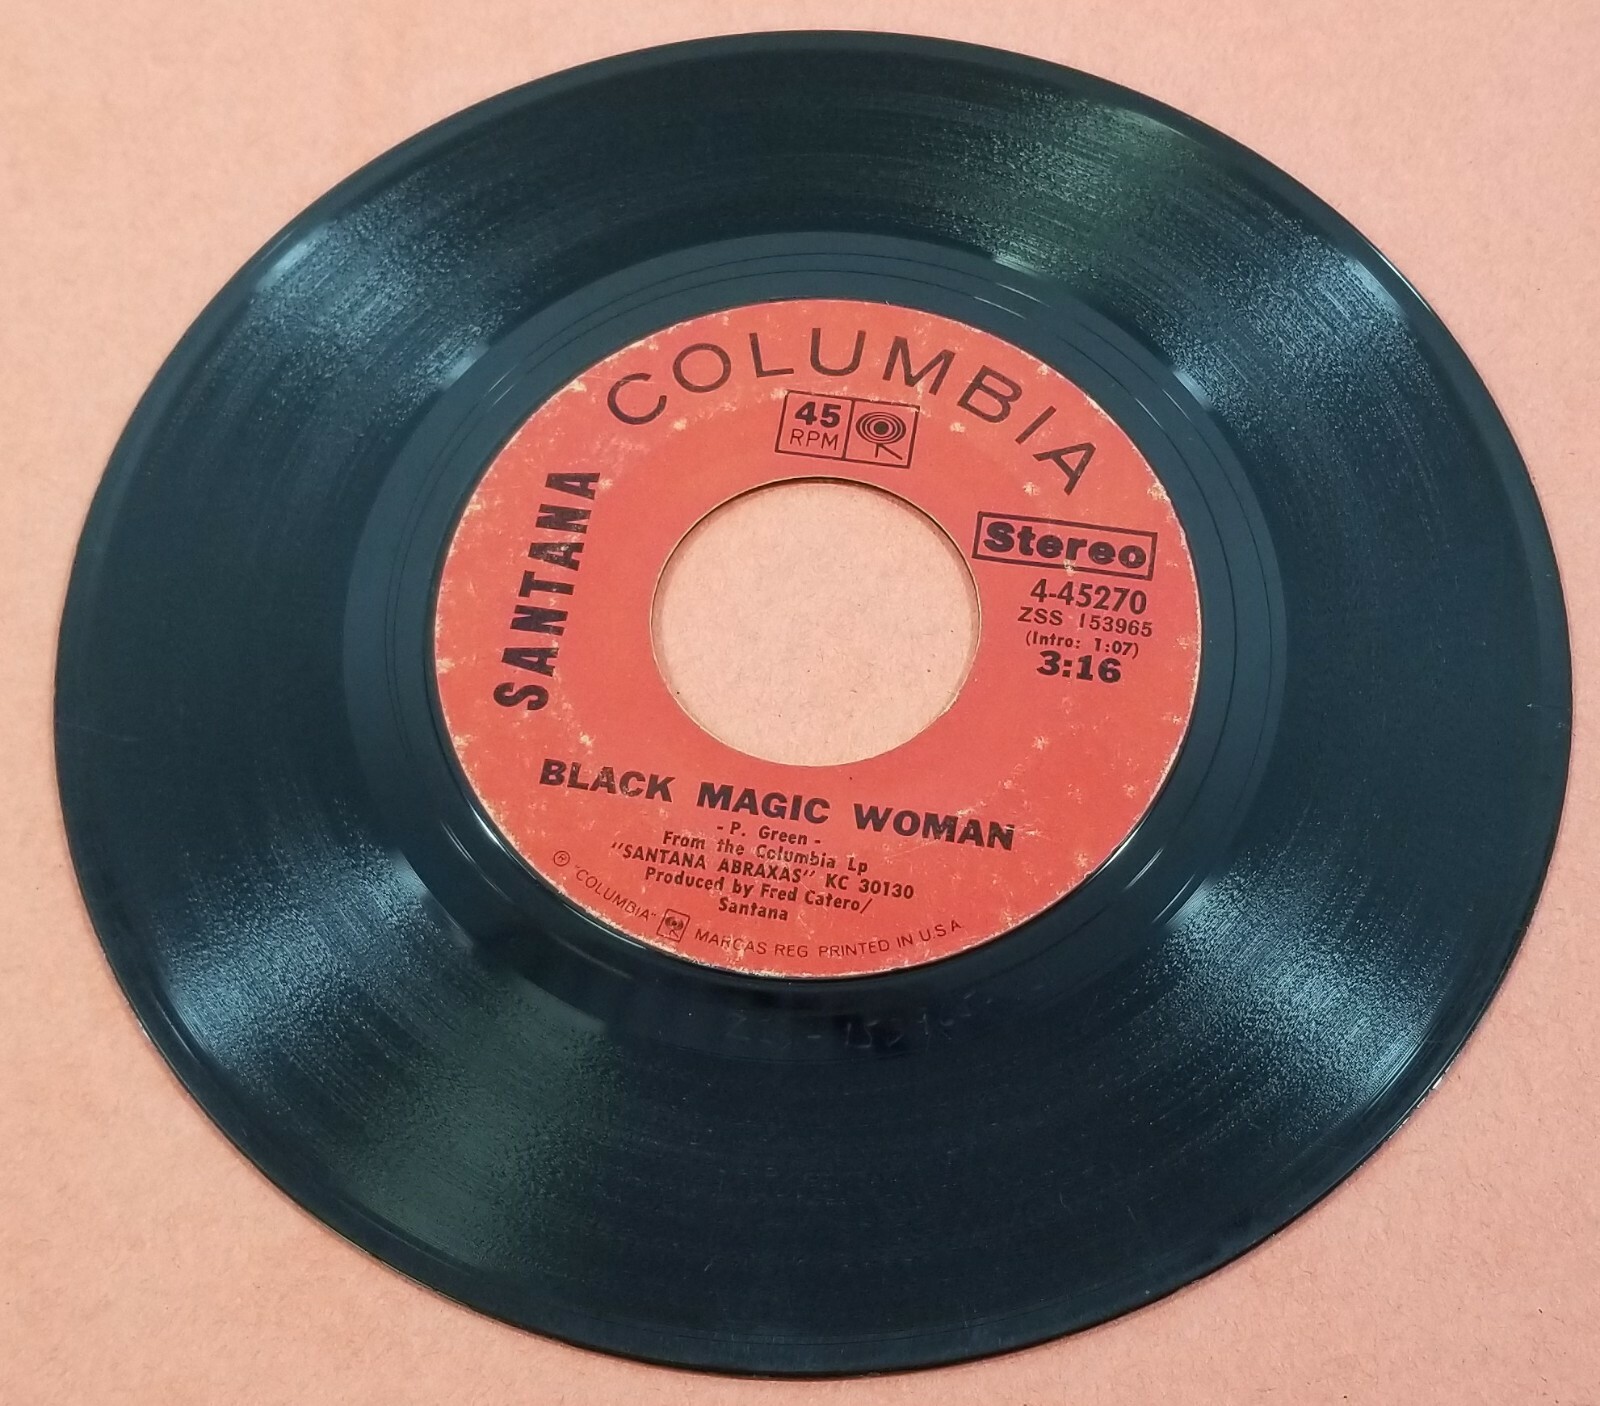 COLUMBIA
45
RPM
SANTANA
Stereo
4-45270
ZSS 153965
(Intro: 1:07)
3:16
BLACK MAGIC WOMAN
- P. Green -
From the Columbia Lp
"SANTANA ABRAXAS" KC 30130
Produced by Fred Catero/
Santana
Ⓟ "COLUMBIA" MARCAS REG. PRINTED IN U.S.A.